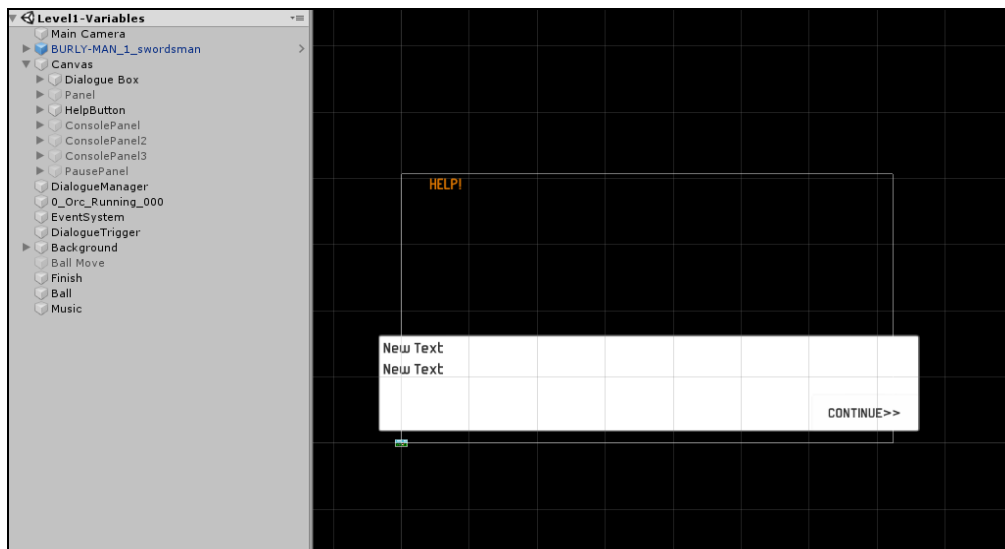 Level1-Variables
Main Camera
BURLY-MAN_1_swordsman
Canvas
Dialogue Box
Panel
HelpButton
ConsolePanel
ConsolePanel2
ConsolePanel3
PausePanel
DialogueManager
0_Orc_Running_000
EventSystem
DialogueTrigger
Background
Ball Move
Finish
Ball
Music
HELP!
New Text
New Text
CONTINUE>>